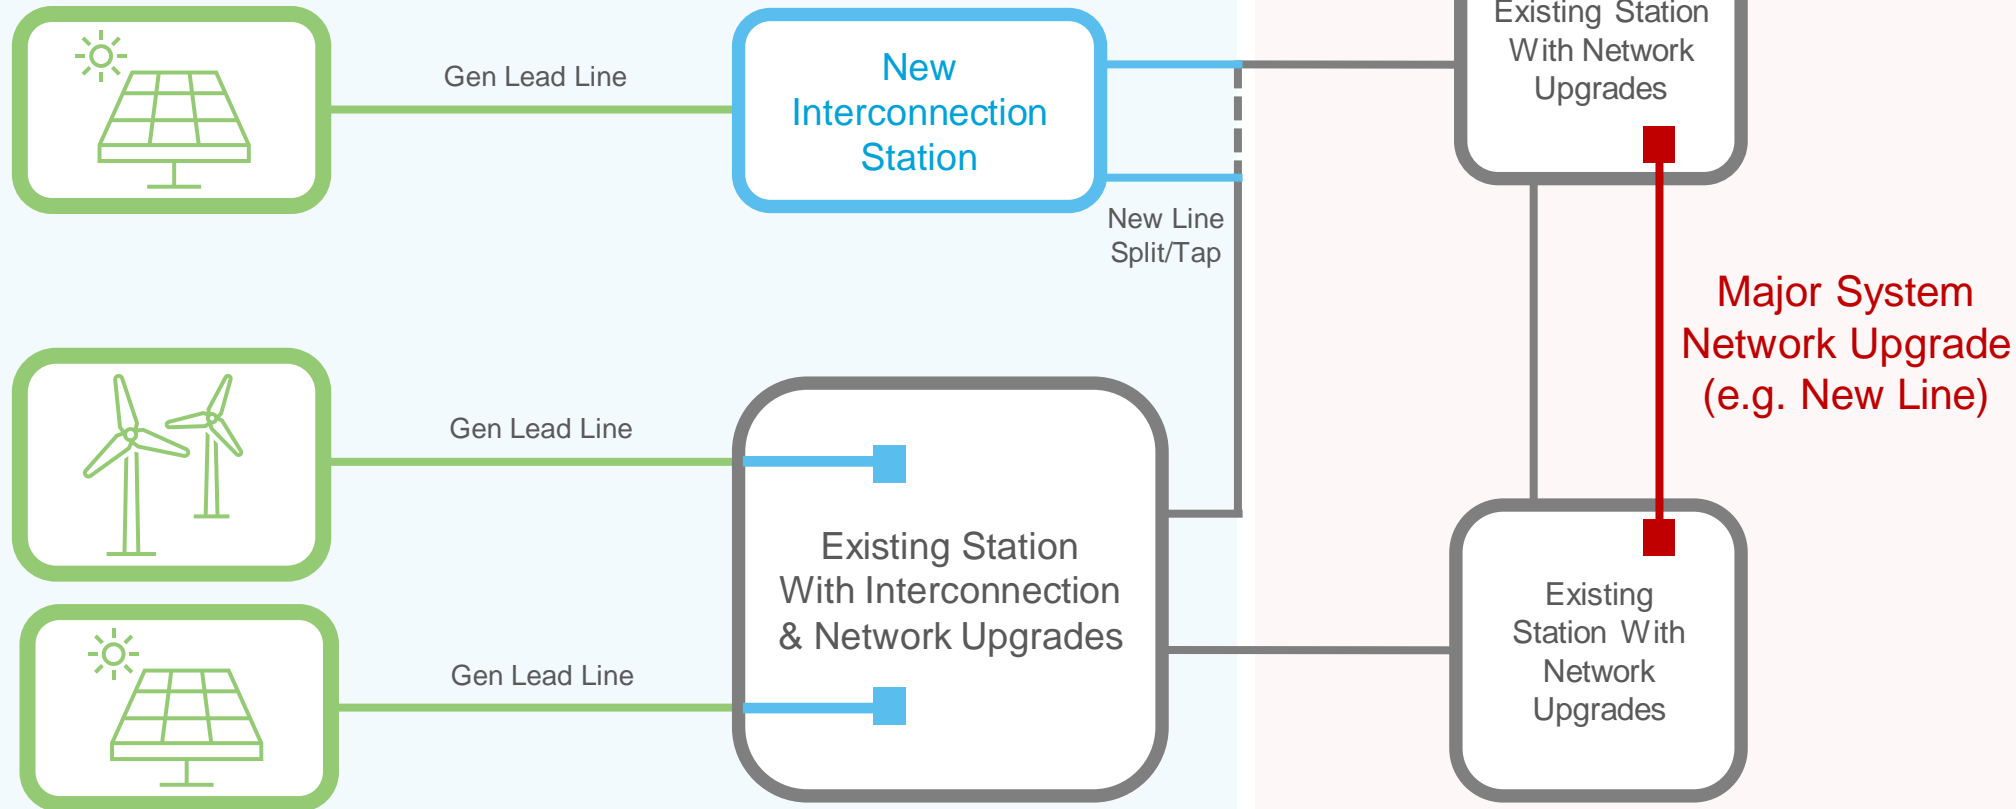 Gen Lead Line
New
Interconnection
Station
New Line
Split/Tap
Existing Station
With Network
Upgrades
Major System
Network Upgrade
(e.g. New Line)
Gen Lead Line
Existing Station
With Interconnection
& Network Upgrades
Gen Lead Line
Existing
Station With
Network
Upgrades